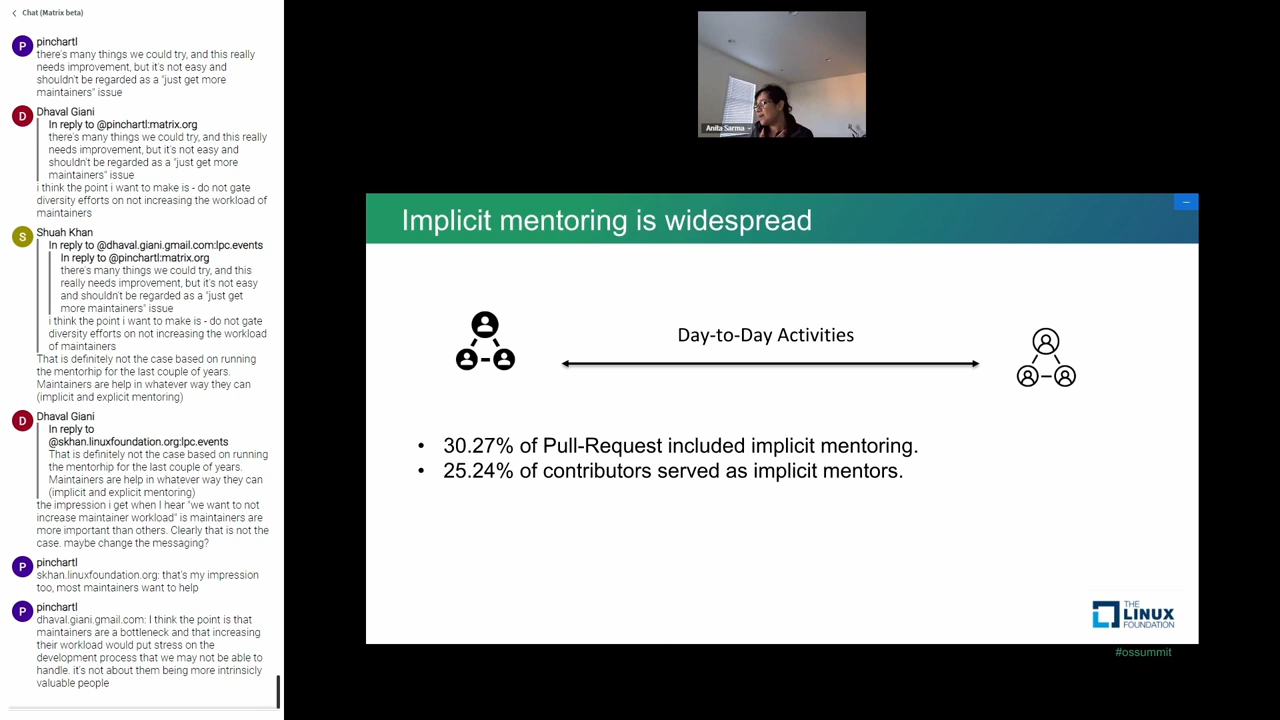 Chat (Matrix beta)
pinchartl
there's many things we could try, and this really
needs improvement, but it's not easy and
shouldn't be regarded as a "just get more
maintainers" issue
Dhaval Giani
In reply to @pinchartl:matrix.org
there's many things we could try, and this really
needs improvement, but it's not easy and
shouldn't be regarded as a "just get more
maintainers" issue
i think the point i want to make is - do not gate
diversity efforts on not increasing the workload of
maintainers
Shuah Khan
In reply to @dhaval.giani.gmail.com:lpc.events
In reply to @pinchartl:matrix.org
there's many things we could try, and this
really needs improvement, but it's not easy
and shouldn't be regarded as a "just get
more maintainers" issue
i think the point i want to make is - do not gate
diversity efforts on not increasing the workload
of maintainers
That is definitely not the case based on running
the mentorhip for the last couple of years.
Maintainers are help in whatever way they can
(implicit and explicit mentoring)
Dhaval Giani
In reply to
@skhan.linuxfoundation.org:lpc.events
That is definitely not the case based on running
the mentorhip for the last couple of years.
Maintainers are help in whatever way they can
(implicit and explicit mentoring)
the impression i get when I hear "we want to not
increase maintainer workload" is maintainers are
more important than others. Clearly that is not the
case. maybe change the messaging?
pinchartl
skhan.linuxfoundation.org: that's my impression
too, most maintainers want to help
pinchartl
dhaval.giani.gmail.com: I think the point is that
maintainers are a bottleneck and that increasing
their workload would put stress on the
development process that we may not be able to
handle. it's not about them being more intrinsicly
valuable people
P
D
S
D
P
P
Anita Sarma
Implicit mentoring is widespread
Day-to-Day Activities
• 30.27% of Pull-Request included implicit mentoring.
• 25.24% of contributors served as implicit mentors.
THE
LINUX
FOUNDATION
#ossummit